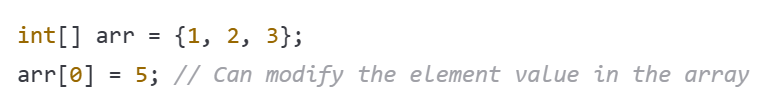 int[] arr = {1, 2, 3};
arr[0] = 5; // Can modify the element value in the array